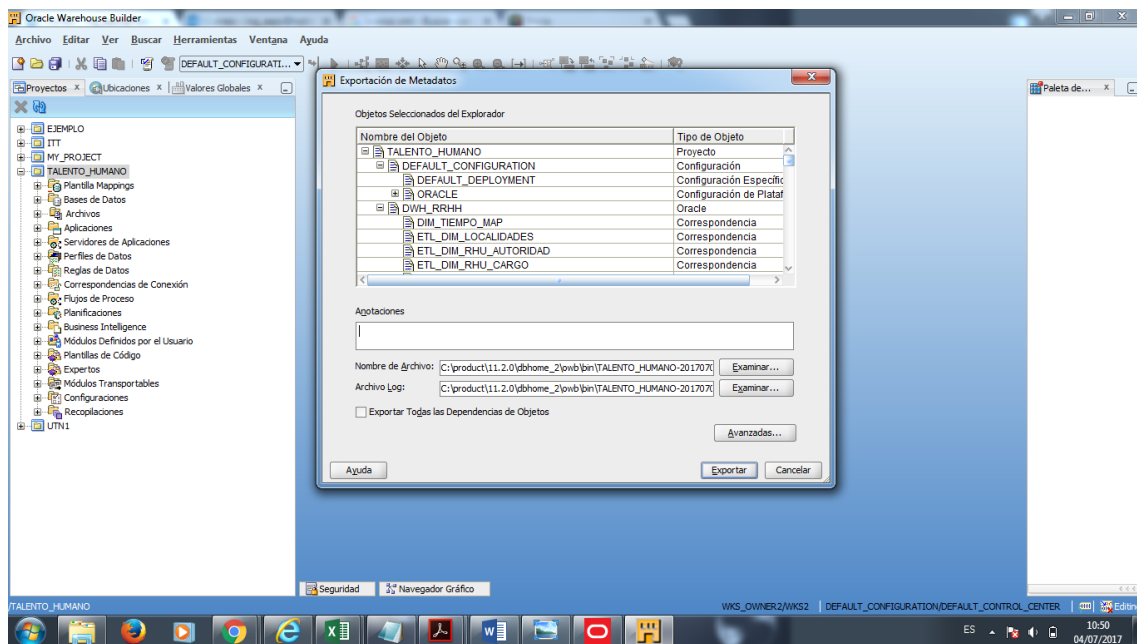 Oracle Warehouse Builder
Archivo Editar Ver Buscar Herramientas Ventana Ayuda
DEFAULT_CONFIGURATI...
Proyectos x Ubicaciones x Valores Globales x
EJEMPLO
ITT
MY_PROJECT
TALENTO_HUMANO
Plantilla Mappings
Bases de Datos
Archivos
Aplicaciones
Servidores de Aplicaciones
Perfiles de Datos
Reglas de Datos
Correspondencias de Conexión
Flujos de Proceso
Planificaciones
Business Intelligence
Módulos Definidos por el Usuario
Plantillas de Código
Expertos
Módulos Transportables
Configuraciones
Recopilaciones
UTN1
Exportación de Metadatos
Objetos Seleccionados del Explorador
Nombre del Objeto Tipo de Objeto
TALENTO_HUMANO Proyecto
DEFAULT_CONFIGURATION Configuración
DEFAULT_DEPLOYMENT Configuración Específic
ORACLE Configuración de Plataf
DWH_RRHH Oracle
DIM_TIEMPO_MAP Correspondencia
ETL_DIM_LOCALIDADES Correspondencia
ETL_DIM_RHU_AUTORIDAD Correspondencia
ETL_DIM_RHU_CARGO Correspondencia
Anotaciones
Nombre de Archivo: C:\product\11.2.0\dbhome_2\owb\bin\TALENTO_HUMANO-201707( Examinar...
Archivo Log: C:\product\11.2.0\dbhome_2\owb\bin\TALENTO_HUMANO-201707( Examinar...
Exportar Todas las Dependencias de Objetos
Avanzadas...
Ayuda Exportar Cancelar
Paleta de... x
Seguridad Navegador Gráfico
/TALENTO_HUMANO WKS_OWNER2/WKS2 DEFAULT_CONFIGURATION/DEFAULT_CONTROL_CENTER Editin
ES 10:50
04/07/2017